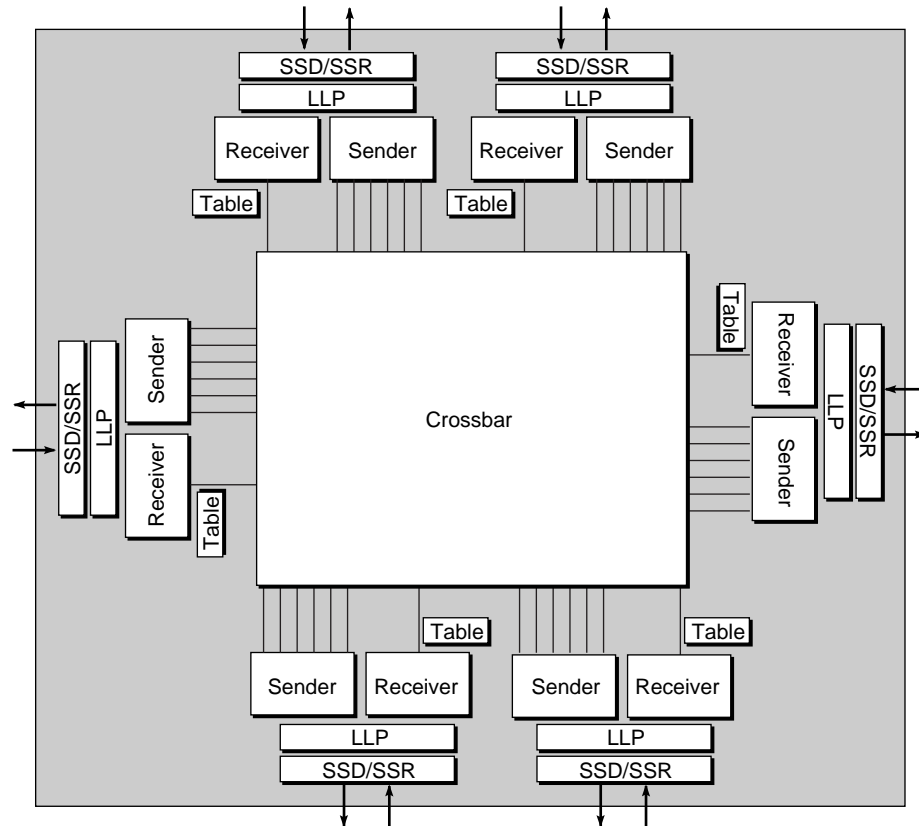 SSD/SSR
SSD/SSR
LLP
LLP
Receiver
Sender
Receiver
Sender
Table
Table
Table
Receiver
LLP
SSD/SSR
Sender
SSD/SSR
LLP
Sender
Receiver
Table
Crossbar
Table
Table
Sender
Receiver
Sender
Receiver
LLP
LLP
SSD/SSR
SSD/SSR